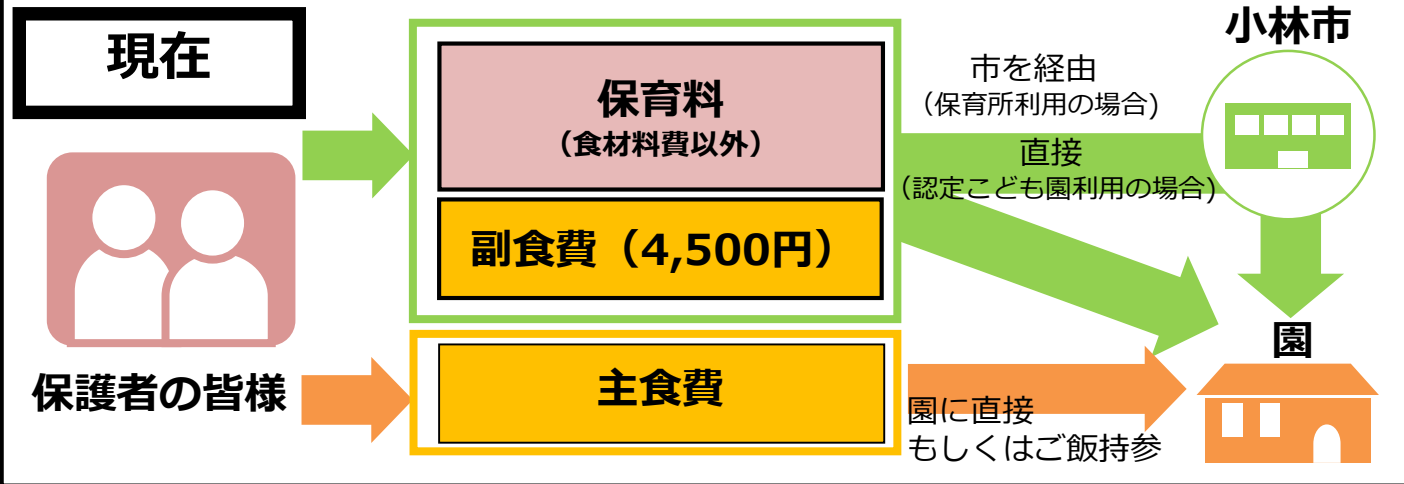 現在
保護者の皆様
保育料
（食材料費以外）
副食費（4,500円）
主食費
市を経由
（保育所利用の場合)
直接
（認定こども園利用の場合)
園に直接
もしくはご飯持参
小林市
園